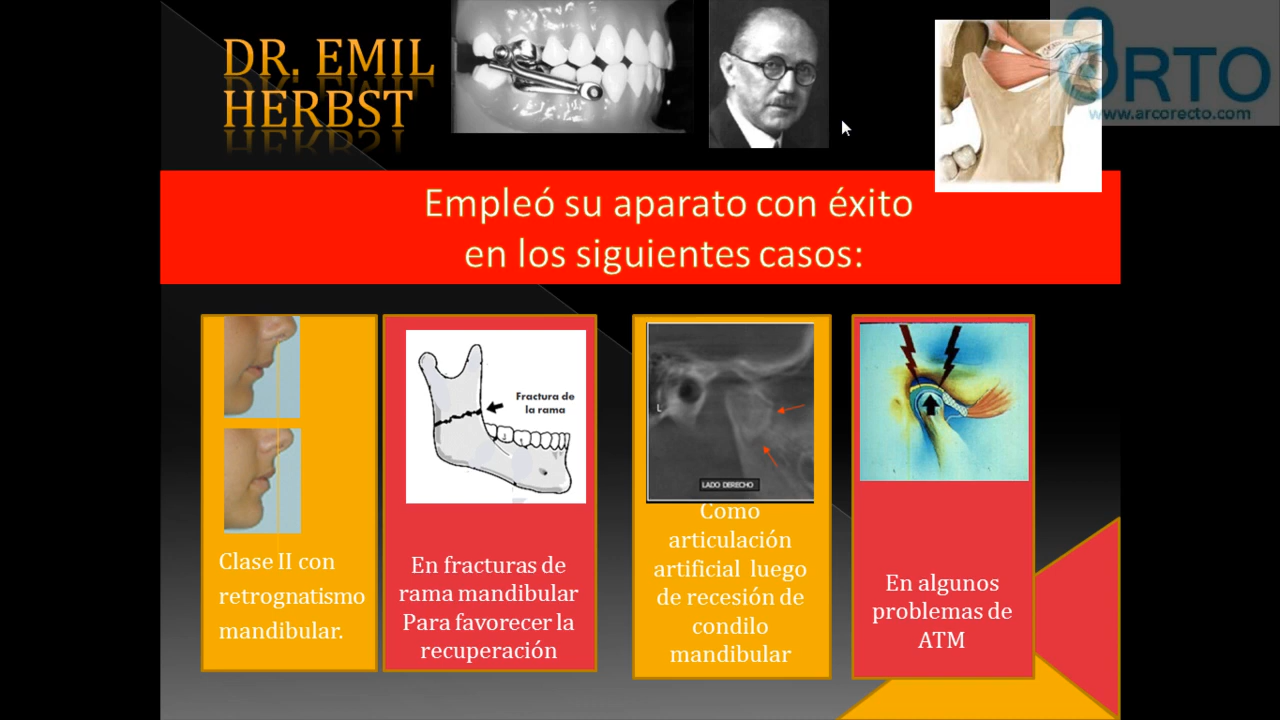 DR. EMIL
HERBST
ORTO
www.arcorecto.com
Empleó su aparato con éxito
en los siguientes casos:
Clase II con
retrognatismo
mandibular.
Fractura de
la rama
En fracturas de
rama mandibular
Para favorecer la
recuperación
L
LADO DERECHO
Como
articulación
artificial luego
de recesión de
condilo
mandibular
En algunos
problemas de
ATM